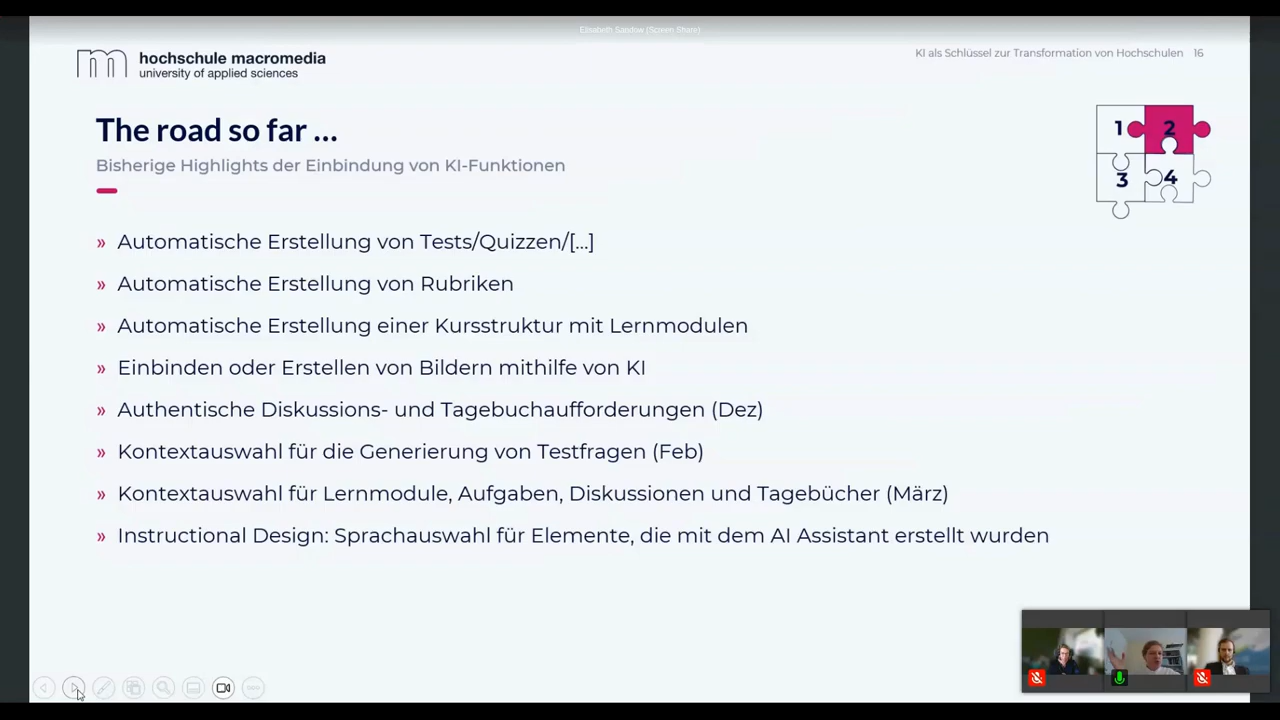 Elisabeth Sandow (Screen Share)
hochschule macromedia
university of applied sciences
KI als Schlüssel zur Transformation von Hochschulen 16
The road so far ...
Bisherige Highlights der Einbindung von KI-Funktionen
1 2
3 4
» Automatische Erstellung von Tests/Quizzen/[...]
» Automatische Erstellung von Rubriken
» Automatische Erstellung einer Kursstruktur mit Lernmodulen
» Einbinden oder Erstellen von Bildern mithilfe von KI
» Authentische Diskussions- und Tagebuchaufforderungen (Dez)
» Kontextauswahl für die Generierung von Testfragen (Feb)
» Kontextauswahl für Lernmodule, Aufgaben, Diskussionen und Tagebücher (März)
» Instructional Design: Sprachauswahl für Elemente, die mit dem AI Assistant erstellt wurden